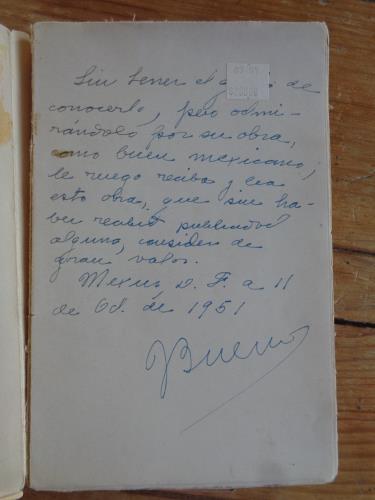 Sin tener el de
conocerlo, pero admi-
rándolo por su obra,
como buen mexicano,
le ruego reciba y lea
esta obra, que sin ha-
ber recibido publicidad
alguna, considero de
gran valor.
Mexico, D. F. a 11
de Oct. de 1951
Bueno